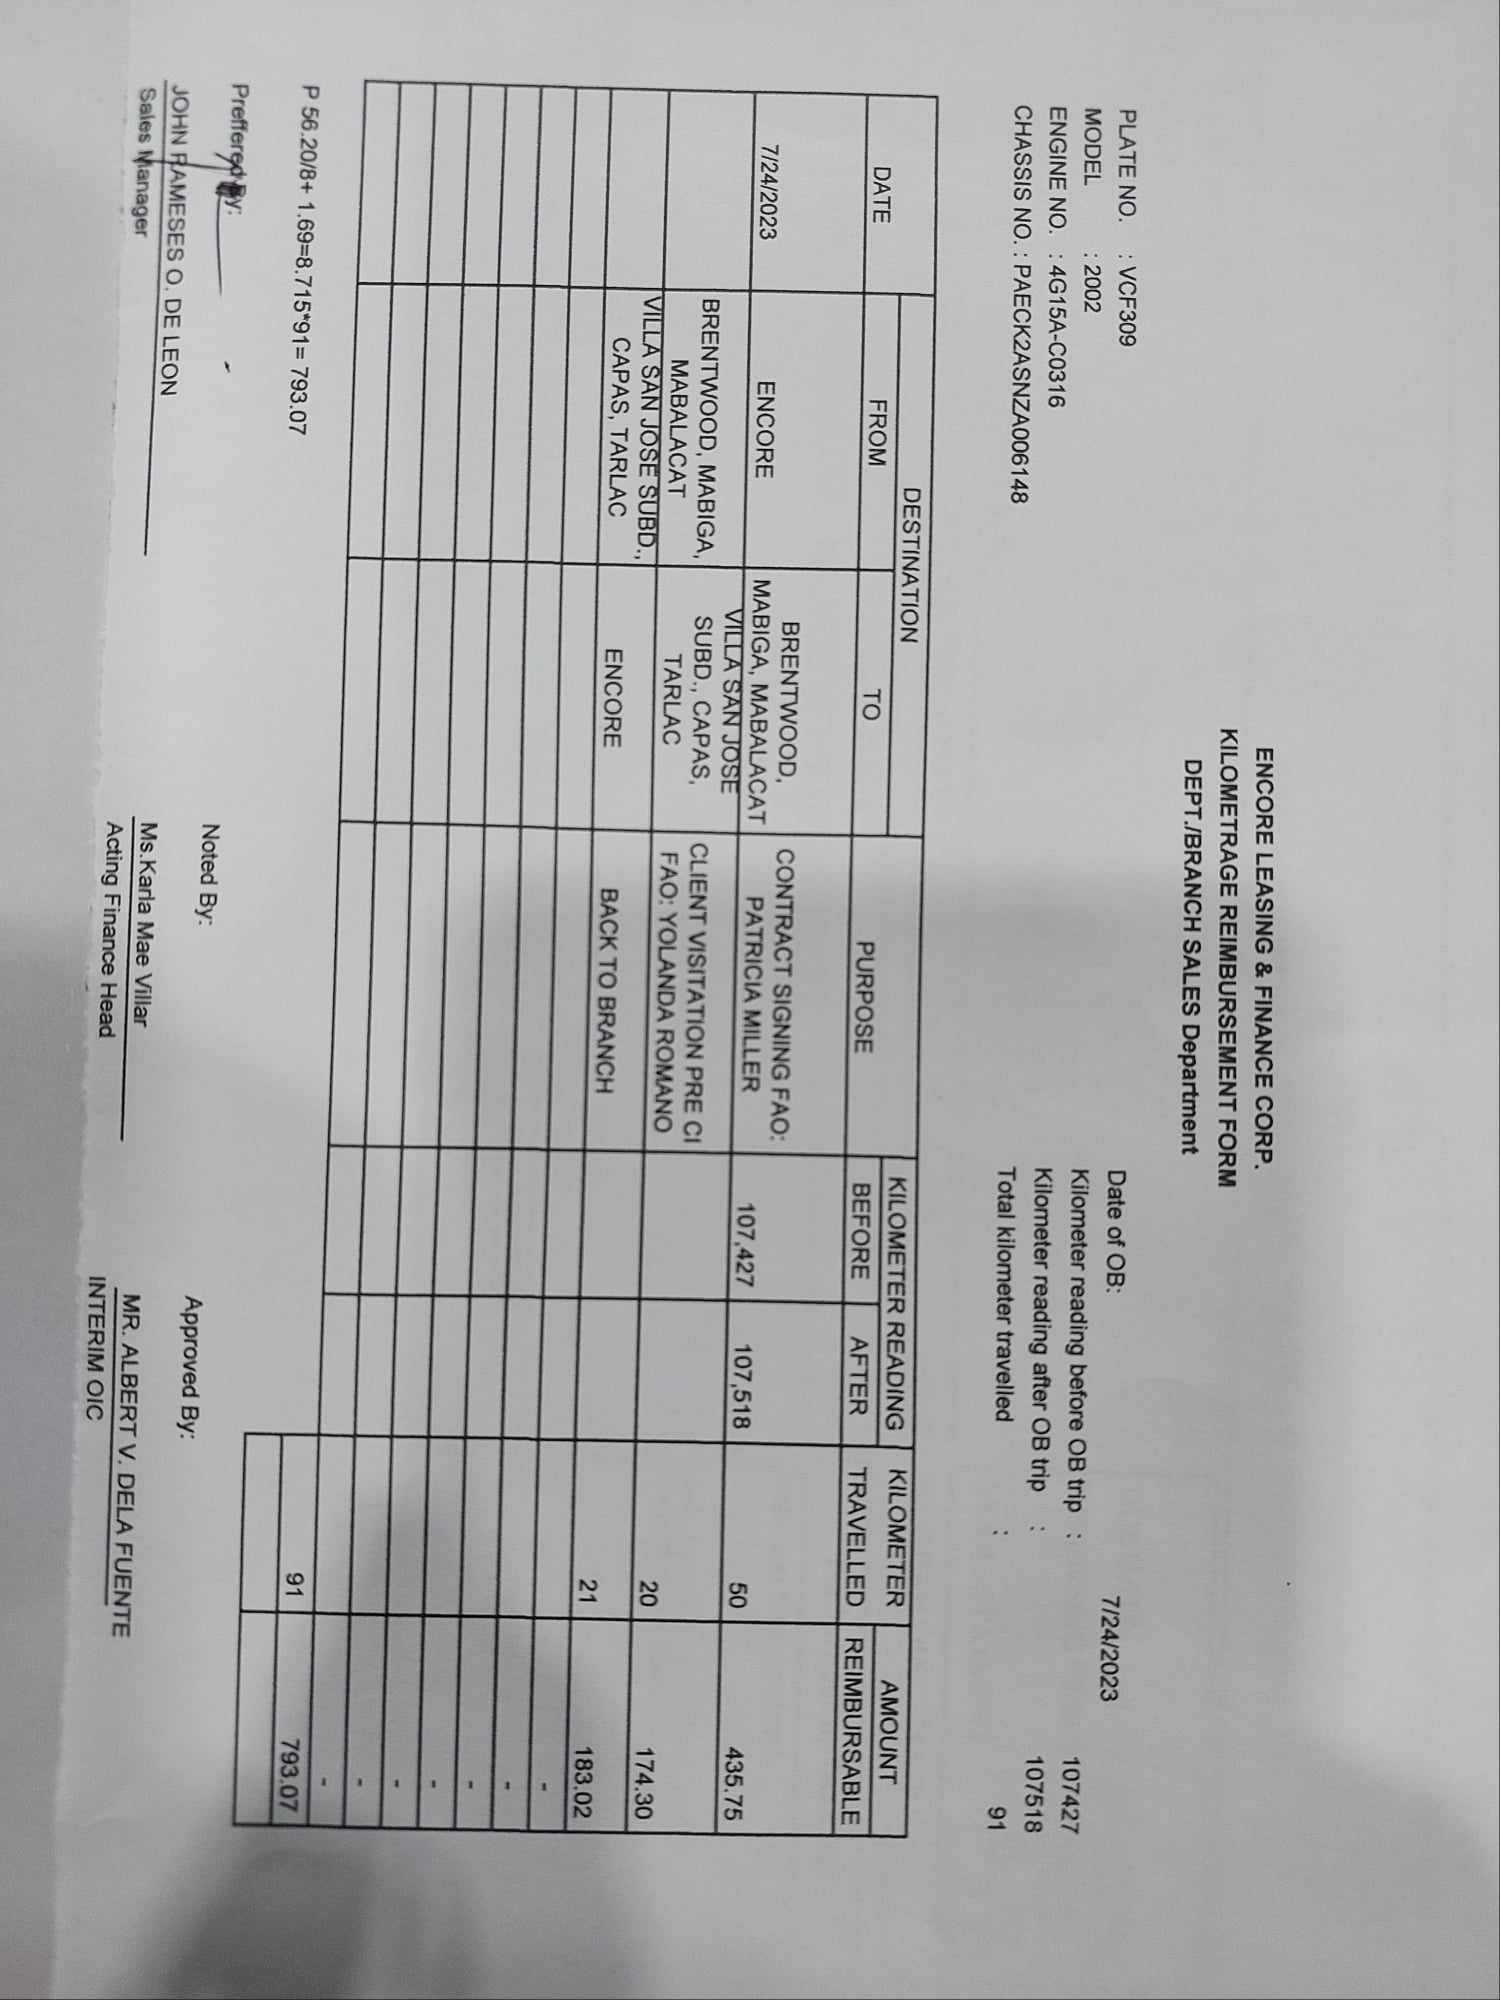 ENCORE LEASING & FINANCE CORP.
KILOMETRAGE REIMBURSEMENT FORM
DEPT./BRANCH SALES Department
PLATE NO. : VCF309
MODEL : 2002
ENGINE NO. : 4G15A-C0316
CHASSIS NO. : PAECK2ASNZA006148
Date of OB: 7/24/2023
Kilometer reading before OB trip : 107427
Kilometer reading after OB trip : 107518
Total kilometer travelled : 91
DATE DESTINATION PURPOSE KILOMETER READING KILOMETER TRAVELLED AMOUNT REIMBURSABLE
FROM TO BEFORE AFTER
7/24/2023 ENCORE BRENTWOOD, MABIGA, MABALACAT CONTRACT SIGNING FAO: PATRICIA MILLER 107,427 107,518 50 435.75
BRENTWOOD, MABIGA, MABALACAT VILLA SAN JOSE SUBD., CAPAS, TARLAC CLIENT VISITATION PRE CI FAO: YOLANDA ROMANO 20 174.30
VILLA SAN JOSE SUBD., CAPAS, TARLAC ENCORE BACK TO BRANCH 21 183.02
-
-
-
-
-
-
-
91 793.07
P 56.20/8+ 1.69=8.715*91= 793.07
Preffered By:
JOHN RAMESES O. DE LEON
Sales Manager
Noted By:
Ms.Karla Mae Villar
Acting Finance Head
Approved By:
MR. ALBERT V. DELA FUENTE
INTERIM OIC